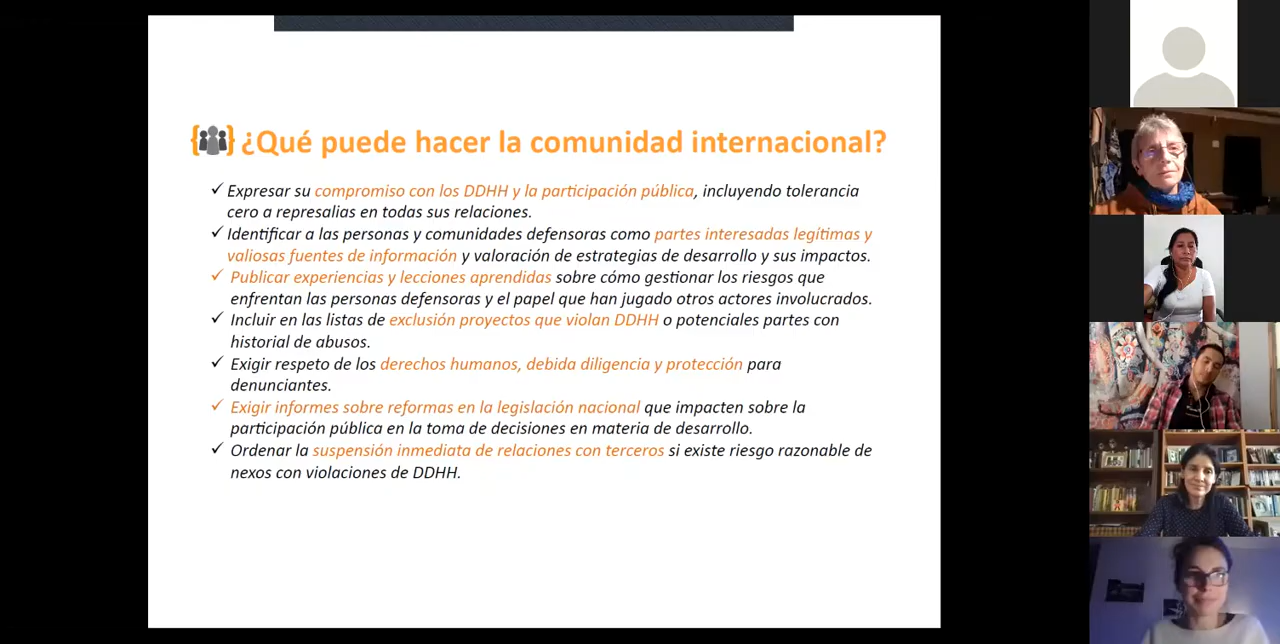 ¿Qué puede hacer la comunidad internacional?
✓ Expresar su compromiso con los DDHH y la participación pública, incluyendo tolerancia
cero a represalias en todas sus relaciones.
✓ Identificar a las personas y comunidades defensoras como partes interesadas legítimas y
valiosas fuentes de información y valoración de estrategias de desarrollo y sus impactos.
✓ Publicar experiencias y lecciones aprendidas sobre cómo gestionar los riesgos que
enfrentan las personas defensoras y el papel que han jugado otros actores involucrados.
✓ Incluir en las listas de exclusión proyectos que violan DDHH o potenciales partes con
historial de abusos.
✓ Exigir respeto de los derechos humanos, debida diligencia y protección para
denunciantes.
✓ Exigir informes sobre reformas en la legislación nacional que impacten sobre la
participación pública en la toma de decisiones en materia de desarrollo.
✓ Ordenar la suspensión inmediata de relaciones con terceros si existe riesgo razonable de
nexos con violaciones de DDHH.